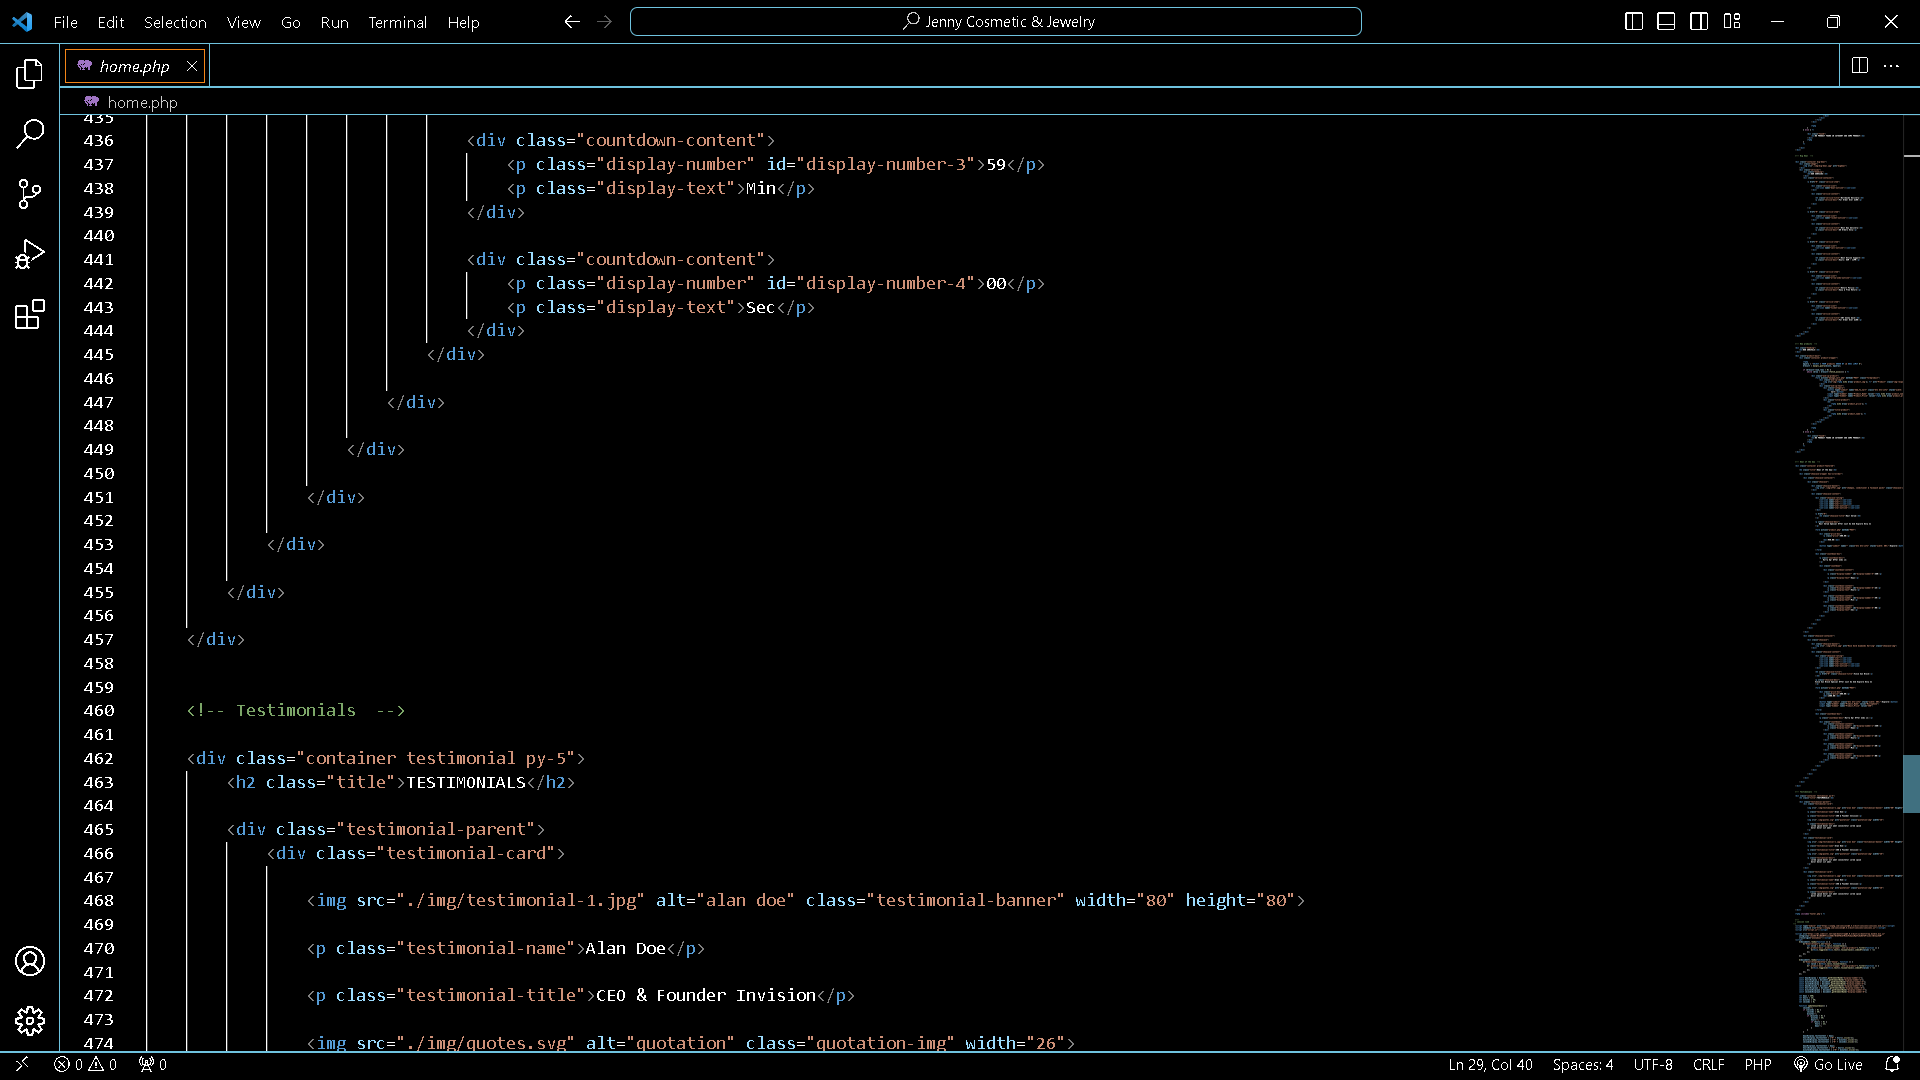 File Edit Selection View Go Run Terminal Help
Jenny Cosmetic & Jewelry
home.php
home.php
435
436 <div class="countdown-content">
437 <p class="display-number" id="display-number-3">59</p>
438 <p class="display-text">Min</p>
439 </div>
440
441 <div class="countdown-content">
442 <p class="display-number" id="display-number-4">00</p>
443 <p class="display-text">Sec</p>
444 </div>
445 </div>
446
447 </div>
448
449 </div>
450
451 </div>
452
453 </div>
454
455 </div>
456
457 </div>
458
459
460 <!-- Testimonials  -->
461
462 <div class="container testimonial py-5">
463 <h2 class="title">TESTIMONIALS</h2>
464
465 <div class="testimonial-parent">
466 <div class="testimonial-card">
467
468 <img src="./img/testimonial-1.jpg" alt="alan doe" class="testimonial-banner" width="80" height="80">
469
470 <p class="testimonial-name">Alan Doe</p>
471
472 <p class="testimonial-title">CEO & Founder Invision</p>
473
474 <img src="./img/quotes.svg" alt="quotation" class="quotation-img" width="26">
0 0 0 Ln 29, Col 40 Spaces: 4 UTF-8 CRLF PHP Go Live